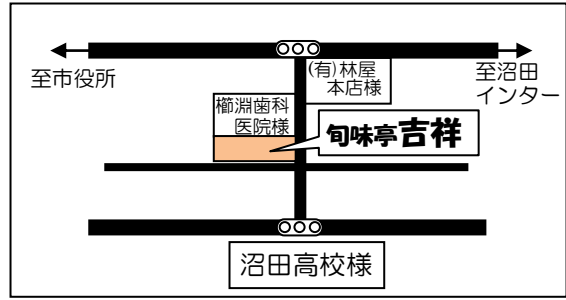 至市役所
(有)林屋
本店様
至沼田
インター
櫛淵歯科
医院様
旬味亭吉祥
沼田高校様